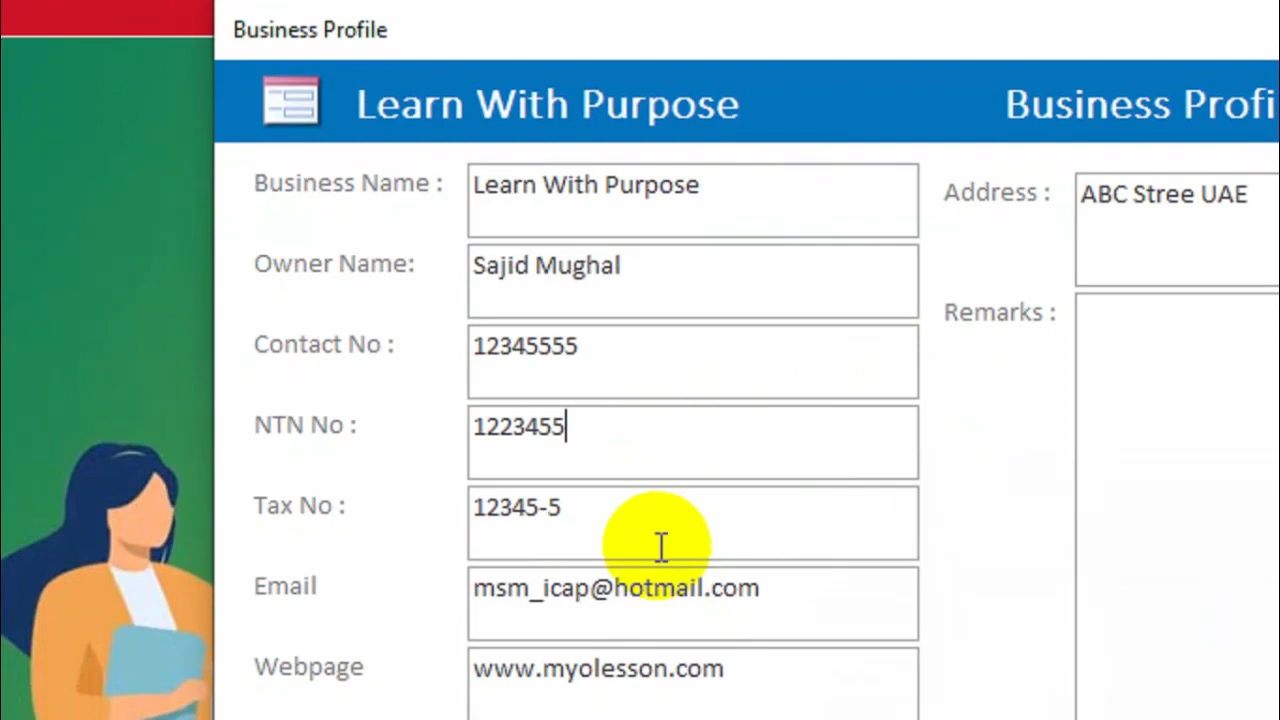 Business Profile
Learn With Purpose
Business Profi
Business Name :
Learn With Purpose
Address :
ABC Stree UAE
Owner Name:
Sajid Mughal
Remarks :
Contact No :
12345555
NTN No :
1223455
Tax No :
12345-5
Email
msm_icap@hotmail.com
Webpage
www.myolesson.com